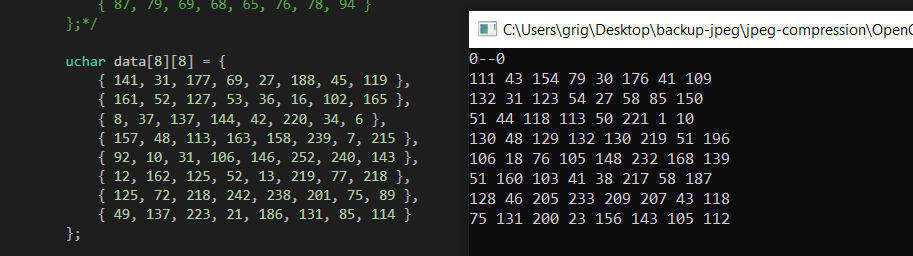 { 87, 79, 69, 68, 65, 76, 78, 94 }
};*/
uchar data[8][8] = {
{ 141, 31, 177, 69, 27, 188, 45, 119 },
{ 161, 52, 127, 53, 36, 16, 102, 165 },
{ 8, 37, 137, 144, 42, 220, 34, 6 },
{ 157, 48, 113, 163, 158, 239, 7, 215 },
{ 92, 10, 31, 106, 146, 252, 240, 143 },
{ 12, 162, 125, 52, 13, 219, 77, 218 },
{ 125, 72, 218, 242, 238, 201, 75, 89 },
{ 49, 137, 223, 21, 186, 131, 85, 114 }
};
C:\Users\grig\Desktop\backup-jpeg\jpeg-compression\OpenC
0--0
111 43 154 79 30 176 41 109
132 31 123 54 27 58 85 150
51 44 118 113 50 221 1 10
130 48 129 132 130 219 51 196
106 18 76 105 148 232 168 139
51 160 103 41 38 217 58 187
128 46 205 233 209 207 43 118
75 131 200 23 156 143 105 112